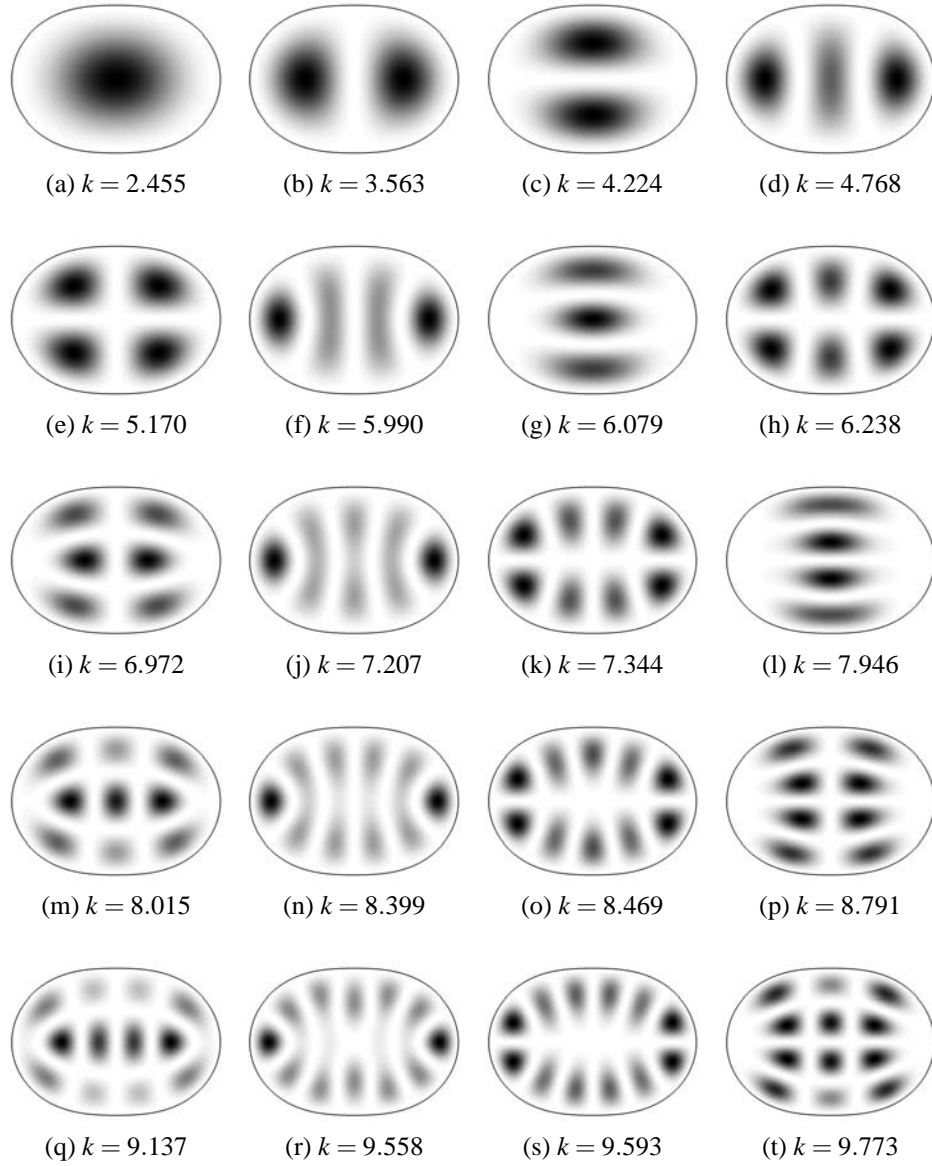 (a) k = 2.455 (b) k = 3.563 (c) k = 4.224 (d) k = 4.768
(e) k = 5.170 (f) k = 5.990 (g) k = 6.079 (h) k = 6.238
(i) k = 6.972 (j) k = 7.207 (k) k = 7.344 (l) k = 7.946
(m) k = 8.015 (n) k = 8.399 (o) k = 8.469 (p) k = 8.791
(q) k = 9.137 (r) k = 9.558 (s) k = 9.593 (t) k = 9.773